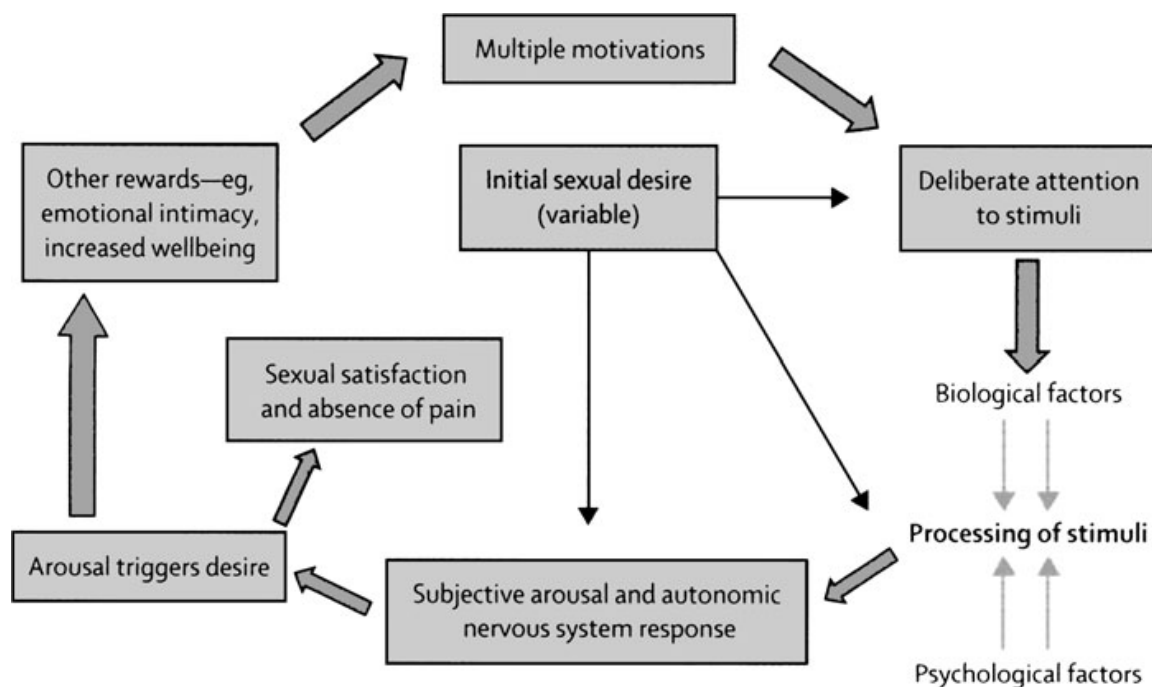 Multiple motivations
Other rewards—eg,
emotional intimacy,
increased wellbeing
Initial sexual desire
(variable)
Deliberate attention
to stimuli
Sexual satisfaction
and absence of pain
Biological factors
Arousal triggers desire
Processing of stimuli
Subjective arousal and autonomic
nervous system response
Psychological factors